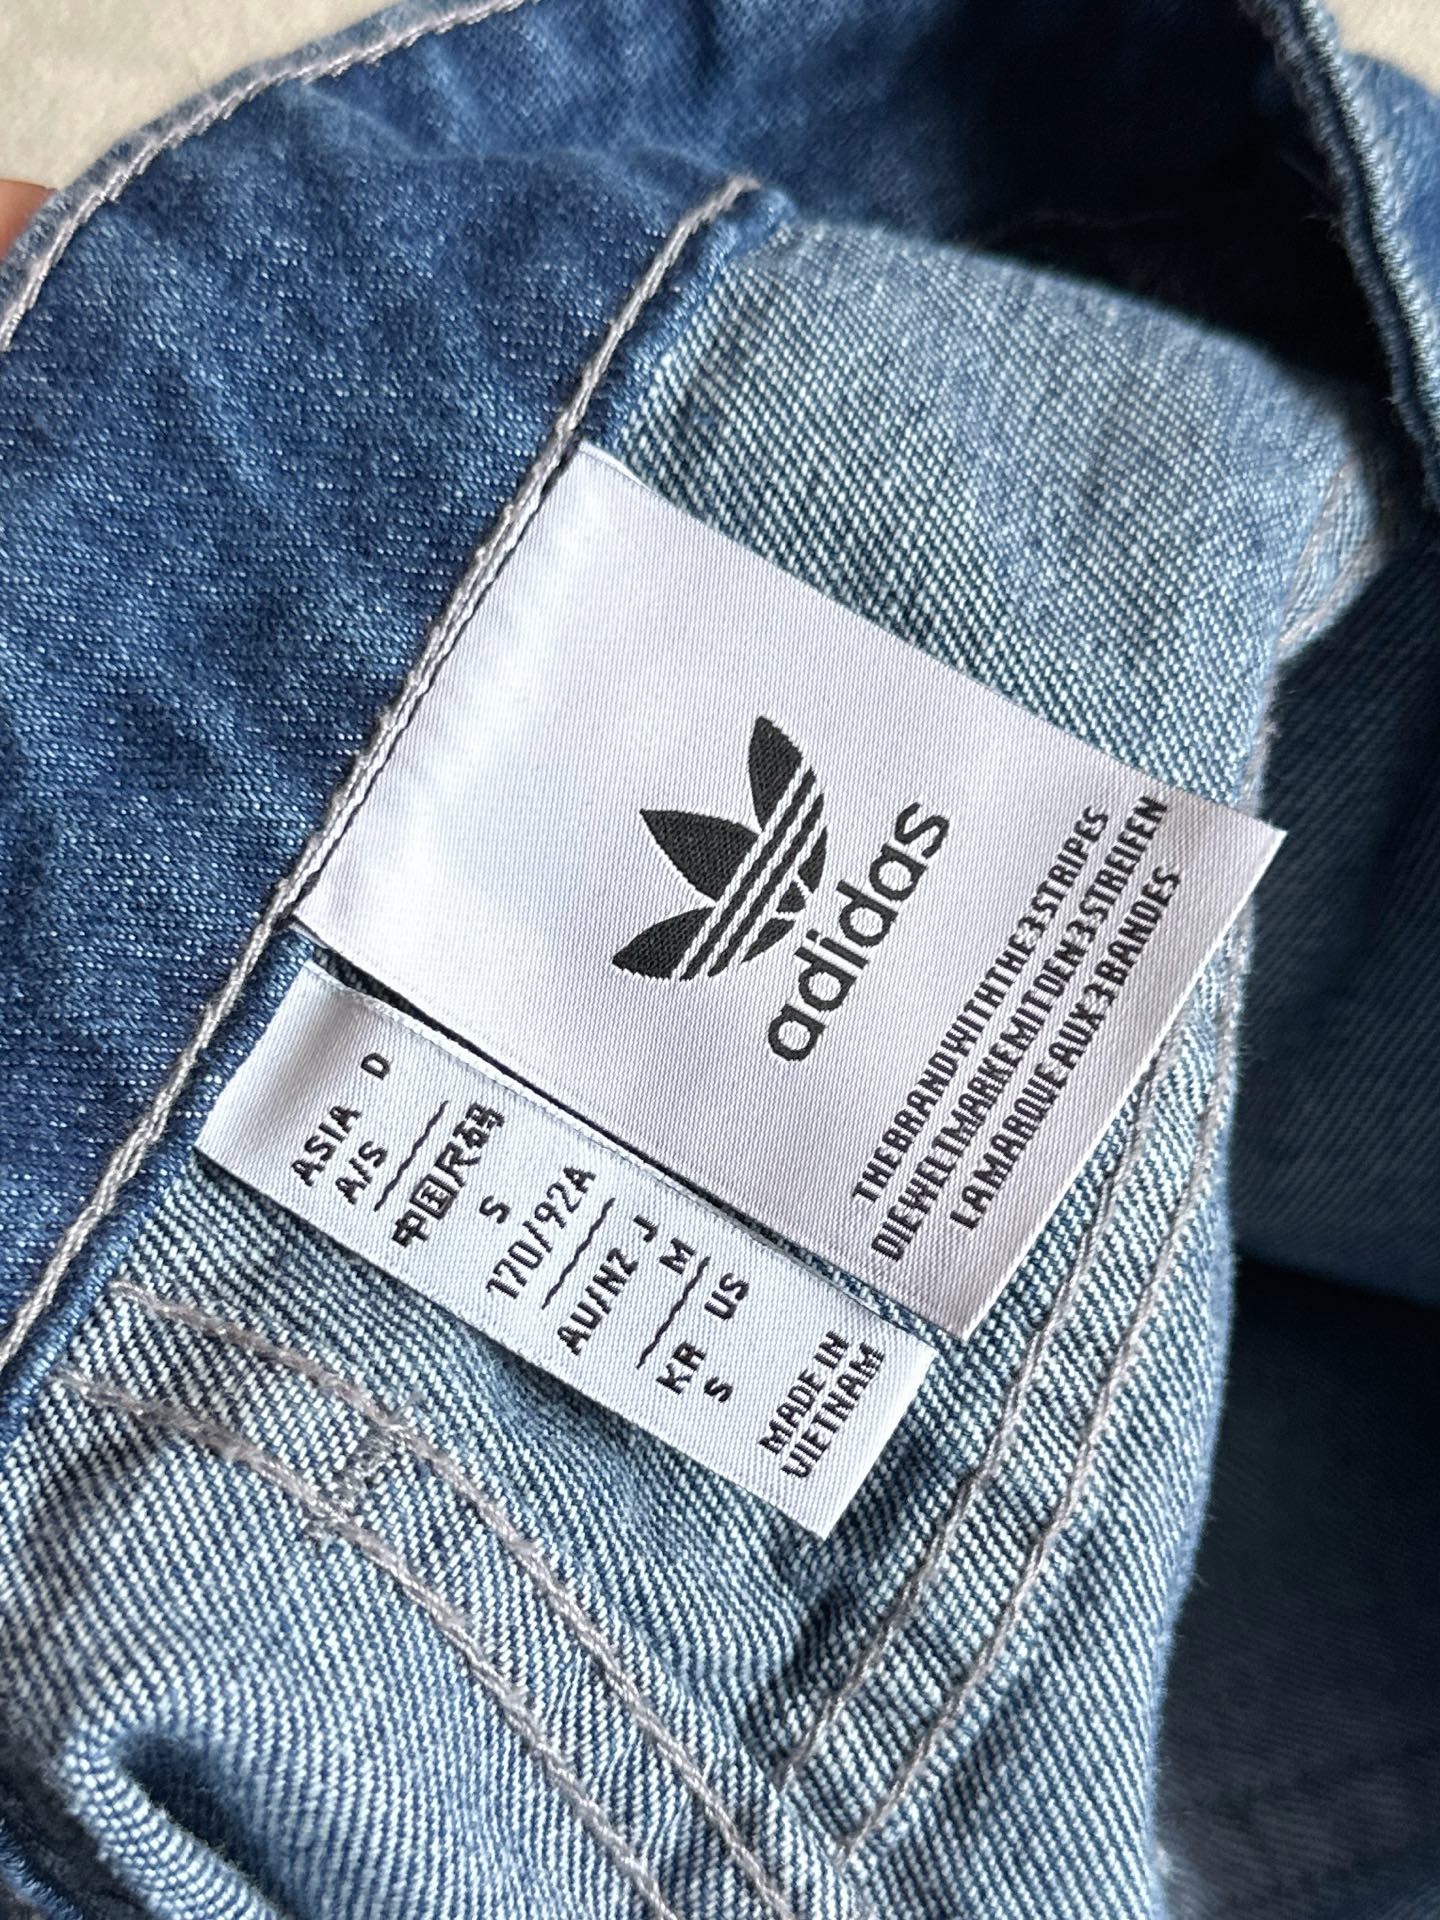 adidas
THE BRAND WITH THE 3 STRIPES
DIE WELTMARKE MIT DEN 3 STREIFEN
LA MARQUE AUX 3 BANDES
ASIA D
A/S
中国尺码
S
170/92A
AU/NZ J
M
KR US
S
MADE IN
VIETNAM